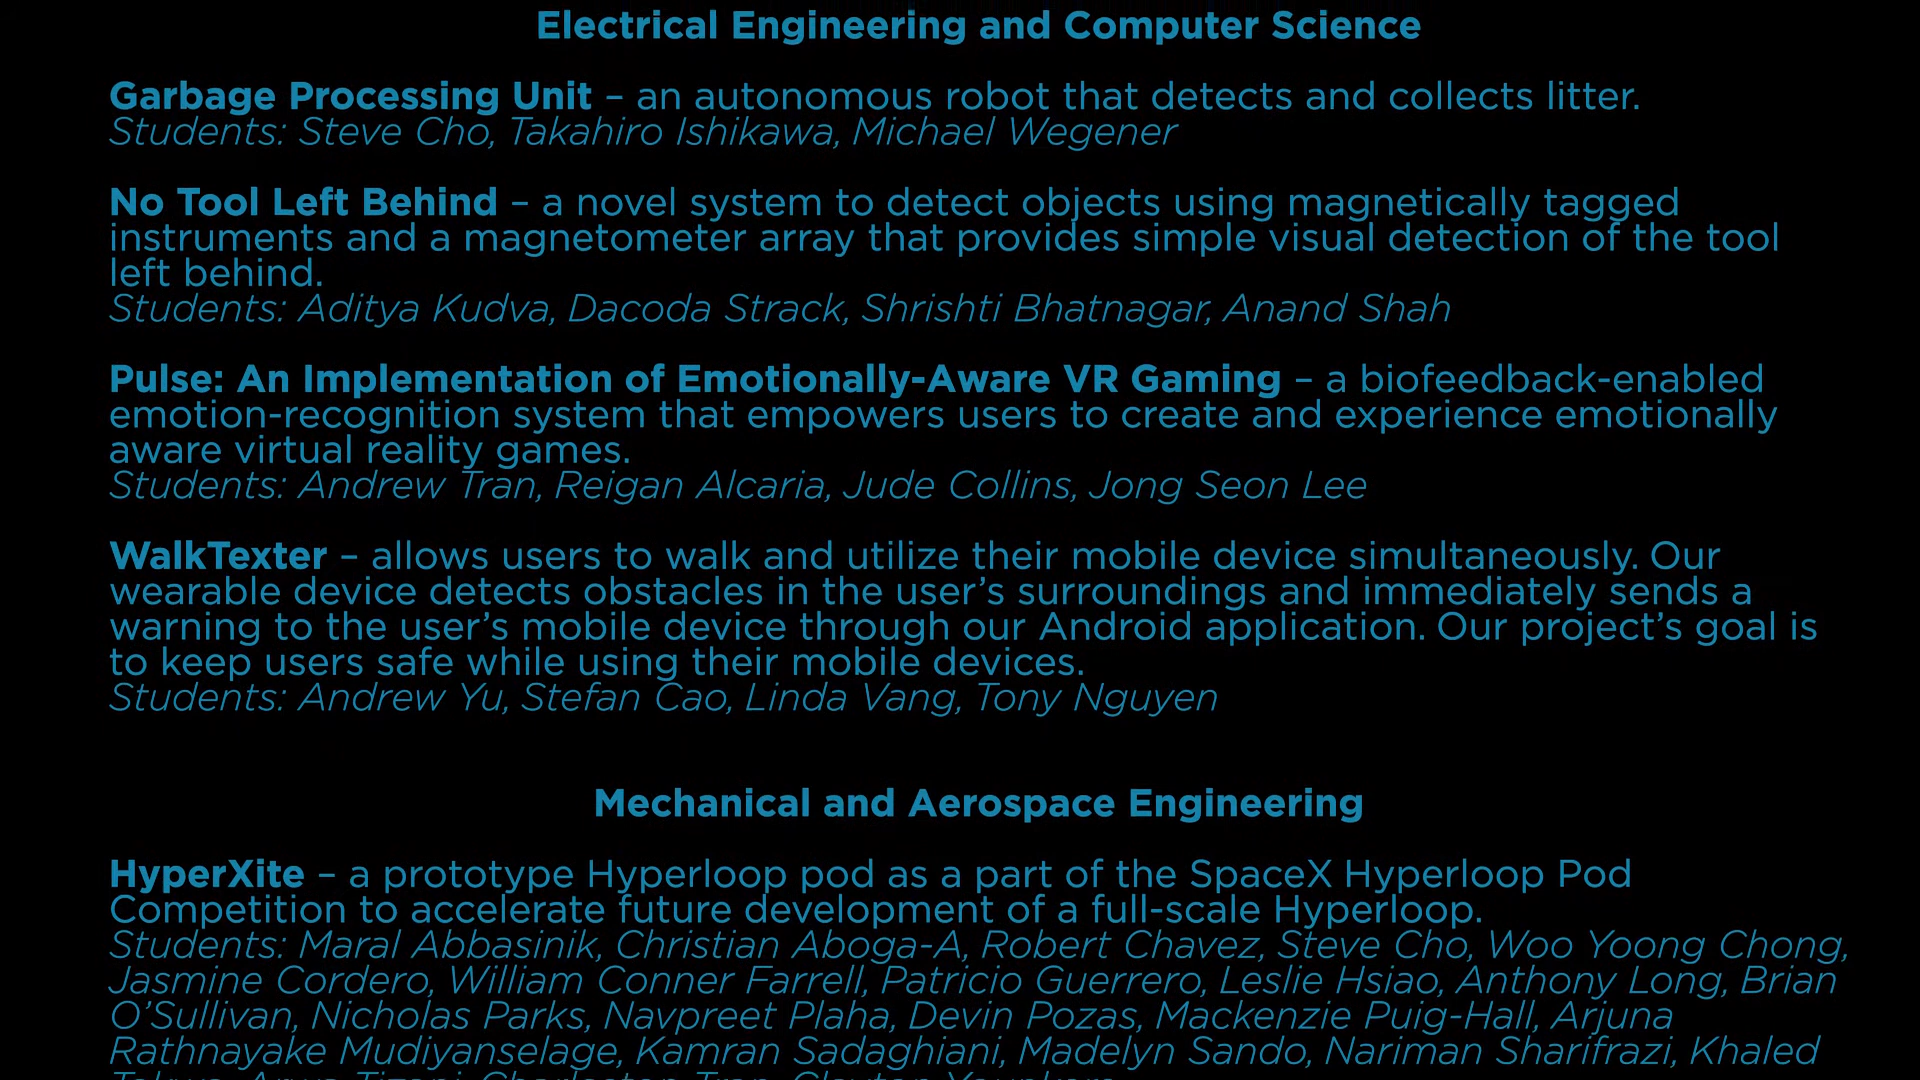 Electrical Engineering and Computer Science
Garbage Processing Unit – an autonomous robot that detects and collects litter.
Students: Steve Cho, Takahiro Ishikawa, Michael Wegener
No Tool Left Behind – a novel system to detect objects using magnetically tagged
instruments and a magnetometer array that provides simple visual detection of the tool
left behind.
Students: Aditya Kudva, Dacoda Strack, Shrishti Bhatnagar, Anand Shah
Pulse: An Implementation of Emotionally-Aware VR Gaming – a biofeedback-enabled
emotion-recognition system that empowers users to create and experience emotionally
aware virtual reality games.
Students: Andrew Tran, Reigan Alcaria, Jude Collins, Jong Seon Lee
WalkTexter – allows users to walk and utilize their mobile device simultaneously. Our
wearable device detects obstacles in the user’s surroundings and immediately sends a
warning to the user’s mobile device through our Android application. Our project’s goal is
to keep users safe while using their mobile devices.
Students: Andrew Yu, Stefan Cao, Linda Vang, Tony Nguyen
Mechanical and Aerospace Engineering
HyperXite – a prototype Hyperloop pod as a part of the SpaceX Hyperloop Pod
Competition to accelerate future development of a full-scale Hyperloop.
Students: Maral Abbasinik, Christian Aboga-A, Robert Chavez, Steve Cho, Woo Yoong Chong,
Jasmine Cordero, William Conner Farrell, Patricio Guerrero, Leslie Hsiao, Anthony Long, Brian
O’Sullivan, Nicholas Parks, Navpreet Plaha, Devin Pozas, Mackenzie Puig-Hall, Arjuna
Rathnayake Mudiyanselage, Kamran Sadaghiani, Madelyn Sando, Nariman Sharifrazi, Khaled